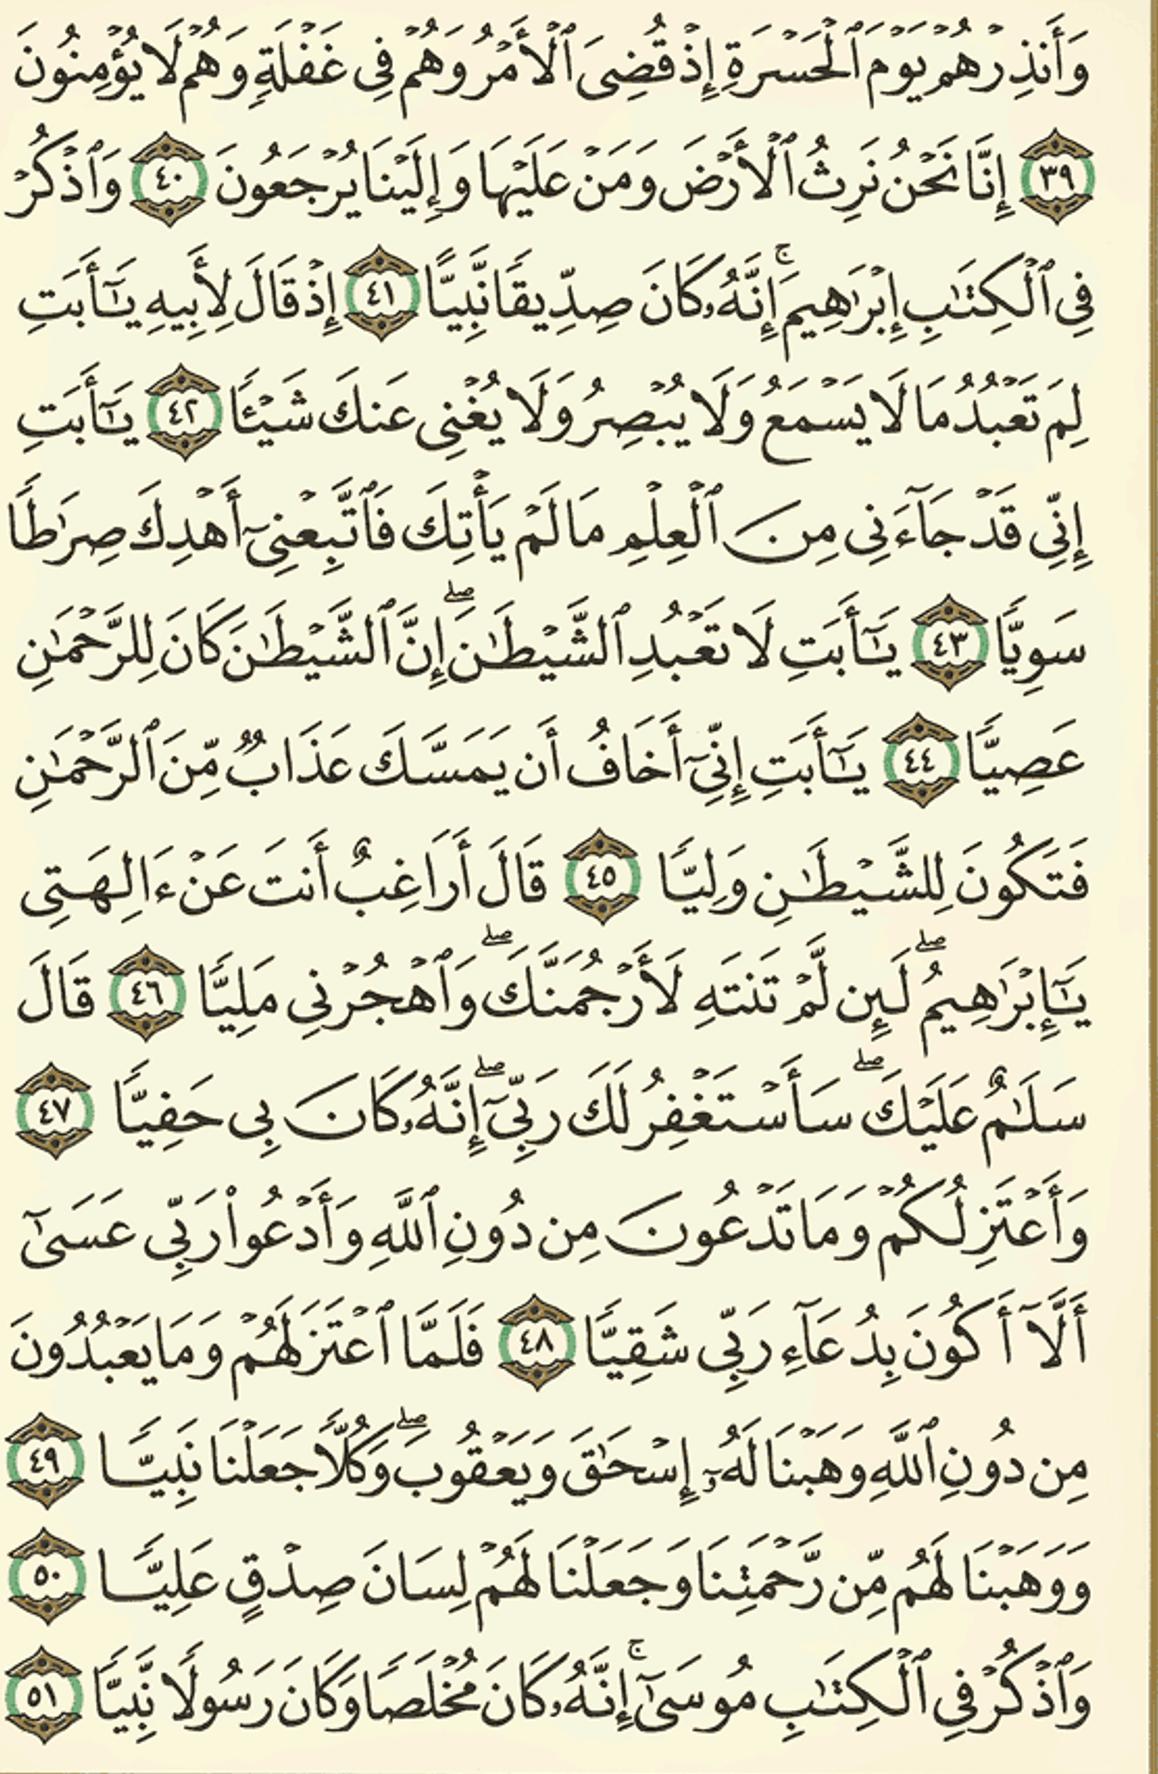 وَأَنذِرْهُمْ يَوْمَ ٱلْحَسْرَةِ إِذْ قُضِىَ ٱلْأَمْرُ وَهُمْ فِى غَفْلَةٍ وَهُمْ لَا يُؤْمِنُونَ
٣٩ إِنَّا نَحْنُ نَرِثُ ٱلْأَرْضَ وَمَنْ عَلَيْهَا وَإِلَيْنَا يُرْجَعُونَ ٤٠ وَٱذْكُرْ
فِى ٱلْكِتَٰبِ إِبْرَٰهِيمَ ۚ إِنَّهُۥ كَانَ صِدِّيقًا نَّبِيًّا ٤١ إِذْ قَالَ لِأَبِيهِ يَٰٓأَبَتِ
لِمَ تَعْبُدُ مَا لَا يَسْمَعُ وَلَا يُبْصِرُ وَلَا يُغْنِى عَنكَ شَيْـًٔا ٤٢ يَٰٓأَبَتِ
إِنِّى قَدْ جَآءَنِى مِنَ ٱلْعِلْمِ مَا لَمْ يَأْتِكَ فَٱتَّبِعْنِىٓ أَهْدِكَ صِرَٰطًا
سَوِيًّا ٤٣ يَٰٓأَبَتِ لَا تَعْبُدِ ٱلشَّيْطَٰنَ ۖ إِنَّ ٱلشَّيْطَٰنَ كَانَ لِلرَّحْمَٰنِ
عَصِيًّا ٤٤ يَٰٓأَبَتِ إِنِّىٓ أَخَافُ أَن يَمَسَّكَ عَذَابٌ مِّنَ ٱلرَّحْمَٰنِ
فَتَكُونَ لِلشَّيْطَٰنِ وَلِيًّا ٤٥ قَالَ أَرَاغِبٌ أَنتَ عَنْ ءَالِهَتِى
يَٰٓإِبْرَٰهِيمُ ۖ لَئِن لَّمْ تَنتَهِ لَأَرْجُمَنَّكَ ۖ وَٱهْجُرْنِى مَلِيًّا ٤٦ قَالَ
سَلَٰمٌ عَلَيْكَ ۖ سَأَسْتَغْفِرُ لَكَ رَبِّىٓ ۖ إِنَّهُۥ كَانَ بِى حَفِيًّا ٤٧
وَأَعْتَزِلُكُمْ وَمَا تَدْعُونَ مِن دُونِ ٱللَّهِ وَأَدْعُوا۟ رَبِّى عَسَىٰٓ
أَلَّآ أَكُونَ بِدُعَآءِ رَبِّى شَقِيًّا ٤٨ فَلَمَّا ٱعْتَزَلَهُمْ وَمَا يَعْبُدُونَ
مِن دُونِ ٱللَّهِ وَهَبْنَا لَهُۥٓ إِسْحَٰقَ وَيَعْقُوبَ ۖ وَكُلًّا جَعَلْنَا نَبِيًّا ٤٩
وَوَهَبْنَا لَهُم مِّن رَّحْمَتِنَا وَجَعَلْنَا لَهُمْ لِسَانَ صِدْقٍ عَلِيًّا ٥٠
وَٱذْكُرْ فِى ٱلْكِتَٰبِ مُوسَىٰٓ ۚ إِنَّهُۥ كَانَ مُخْلَصًا وَكَانَ رَسُولًا نَّبِيًّا ٥١